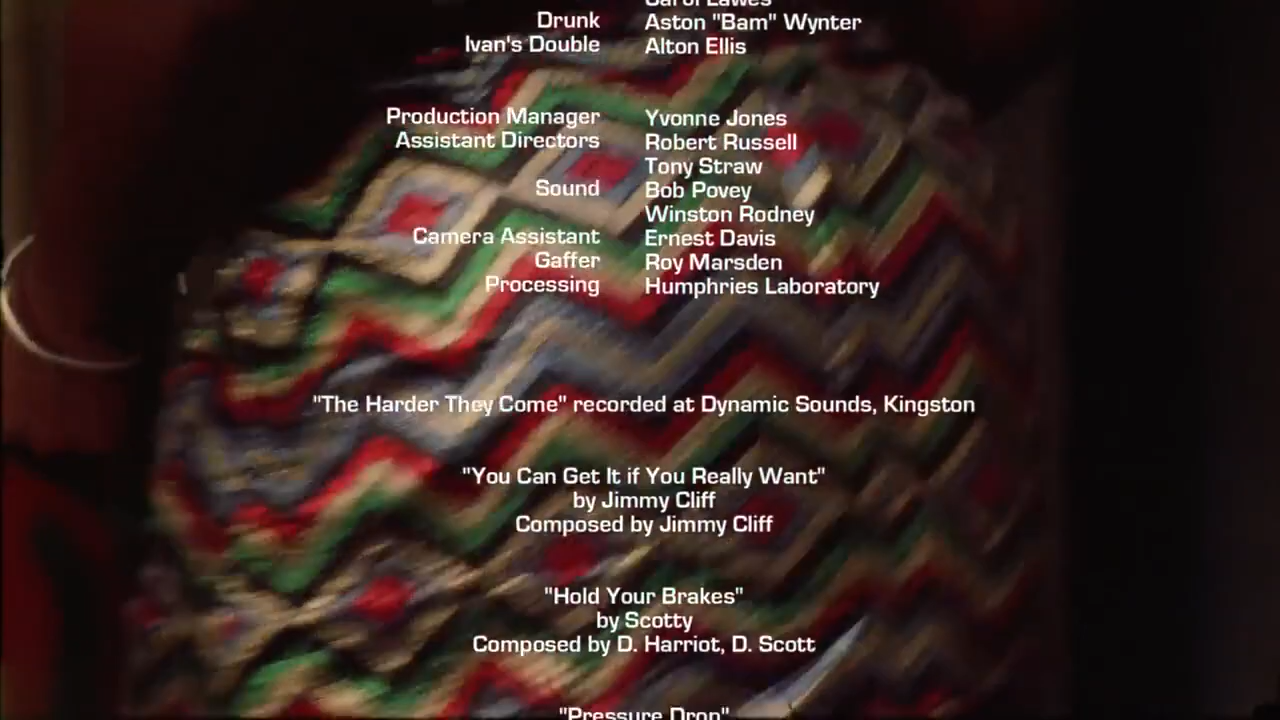 Carol Lawes
Drunk Aston "Bam" Wynter
Ivan's Double Alton Ellis
Production Manager Yvonne Jones
Assistant Directors Robert Russell
Tony Straw
Sound Bob Povey
Winston Rodney
Camera Assistant Ernest Davis
Gaffer Roy Marsden
Processing Humphries Laboratory
"The Harder They Come" recorded at Dynamic Sounds, Kingston
"You Can Get It if You Really Want"
by Jimmy Cliff
Composed by Jimmy Cliff
"Hold Your Brakes"
by Scotty
Composed by D. Harriot, D. Scott
"Pressure Drop"